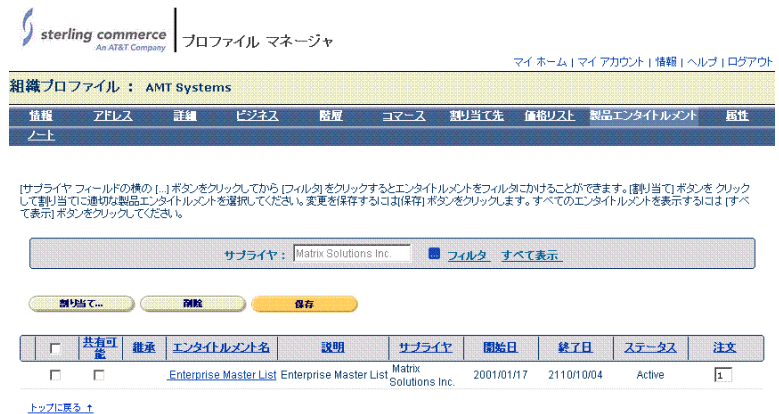 sterling commerce
An AT&T Company
プロファイル マネージャ
マイ ホーム | マイ アカウント | 情報 | ヘルプ | ログアウト
組織プロファイル : AMT Systems
情報 アドレス 詳細 ビジネス 階層 コマース 割り当て先 価格リスト 製品エンタイトルメント 属性
ノート
[サプライヤ フィールドの横の [...] ボタンをクリックしてから [フィルタ] をクリックするとエンタイトルメントをフィルタにかけることができます。[割り当て] ボタンを クリック
して割り当てに適切な製品エンタイトルメントを選択してください。変更を保存するには[保存] ボタンをクリックします。すべてのエンタイトルメントを表示するには [すべ
て表示] ボタンをクリックしてください。
サプライヤ : Matrix Solutions Inc. ... フィルタ すべて表示
割り当て... 削除 保存
共有可能 継承 エンタイトルメント名 説明 サプライヤ 開始日 終了日 ステータス 注文
Enterprise Master List Enterprise Master List Matrix Solutions Inc. 2001/01/17 2110/10/04 Active 1
トップに戻る ↑